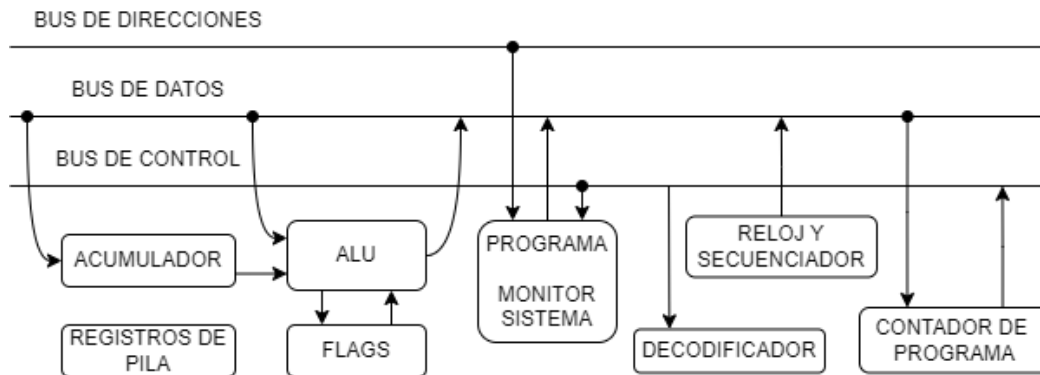 BUS DE DIRECCIONES
BUS DE DATOS
BUS DE CONTROL
ACUMULADOR
ALU
PROGRAMA
MONITOR
SISTEMA
RELOJ Y
SECUENCIADOR
REGISTROS DE
PILA
FLAGS
DECODIFICADOR
CONTADOR DE
PROGRAMA